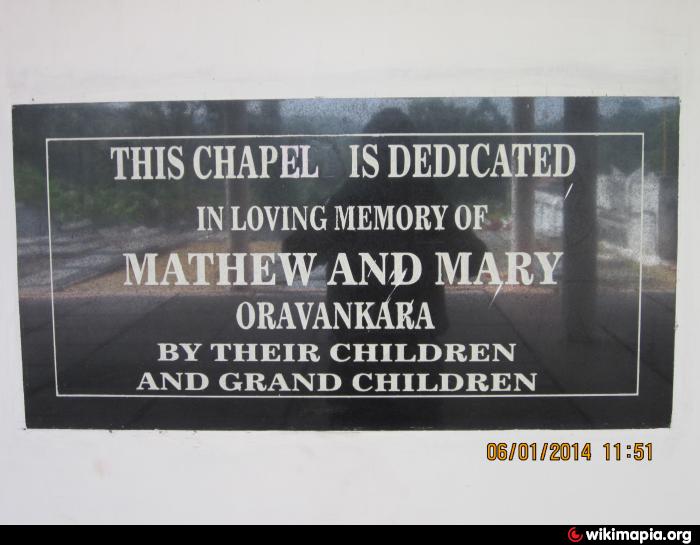 THIS CHAPEL IS DEDICATED
IN LOVING MEMORY OF
MATHEW AND MARY
ORAVANKARA
BY THEIR CHILDREN
AND GRAND CHILDREN
06/01/2014 11:51
wikimapia.org